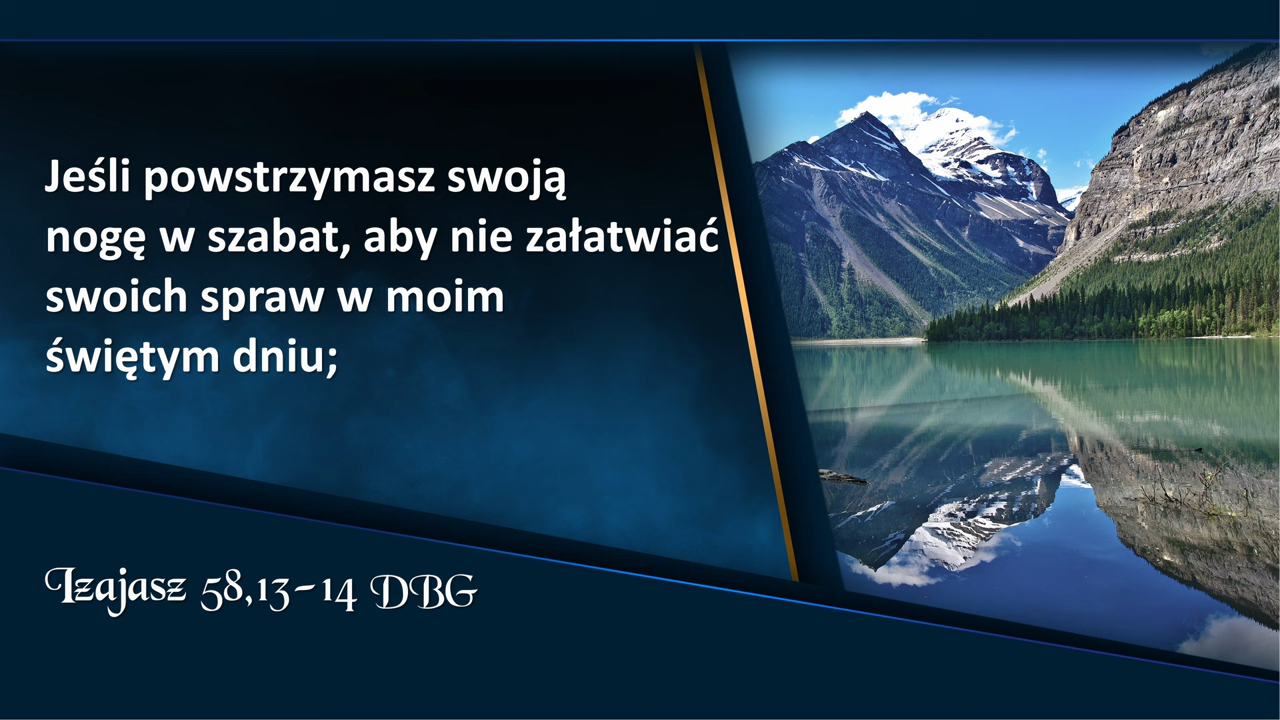 Jeśli powstrzymasz swoją
nogę w szabat, aby nie załatwiać
swoich spraw w moim
świętym dniu;
Izajasz 58,13-14 DBG